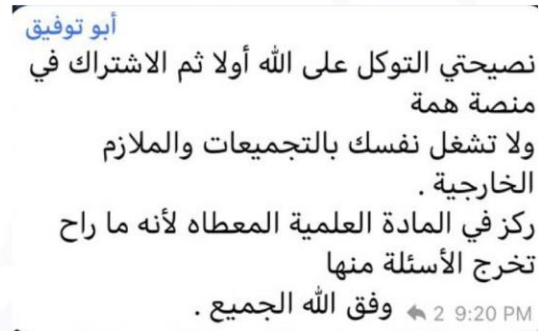 أبو توفيق
نصيحتي التوكل على الله أولا ثم الاشتراك في
منصة همة
ولا تشغل نفسك بالتجميعات والملازم
الخارجية .
ركز في المادة العلمية المعطاه لأنه ما راح
تخرج الأسئلة منها
وفق الله الجميع . 2 9:20 PM